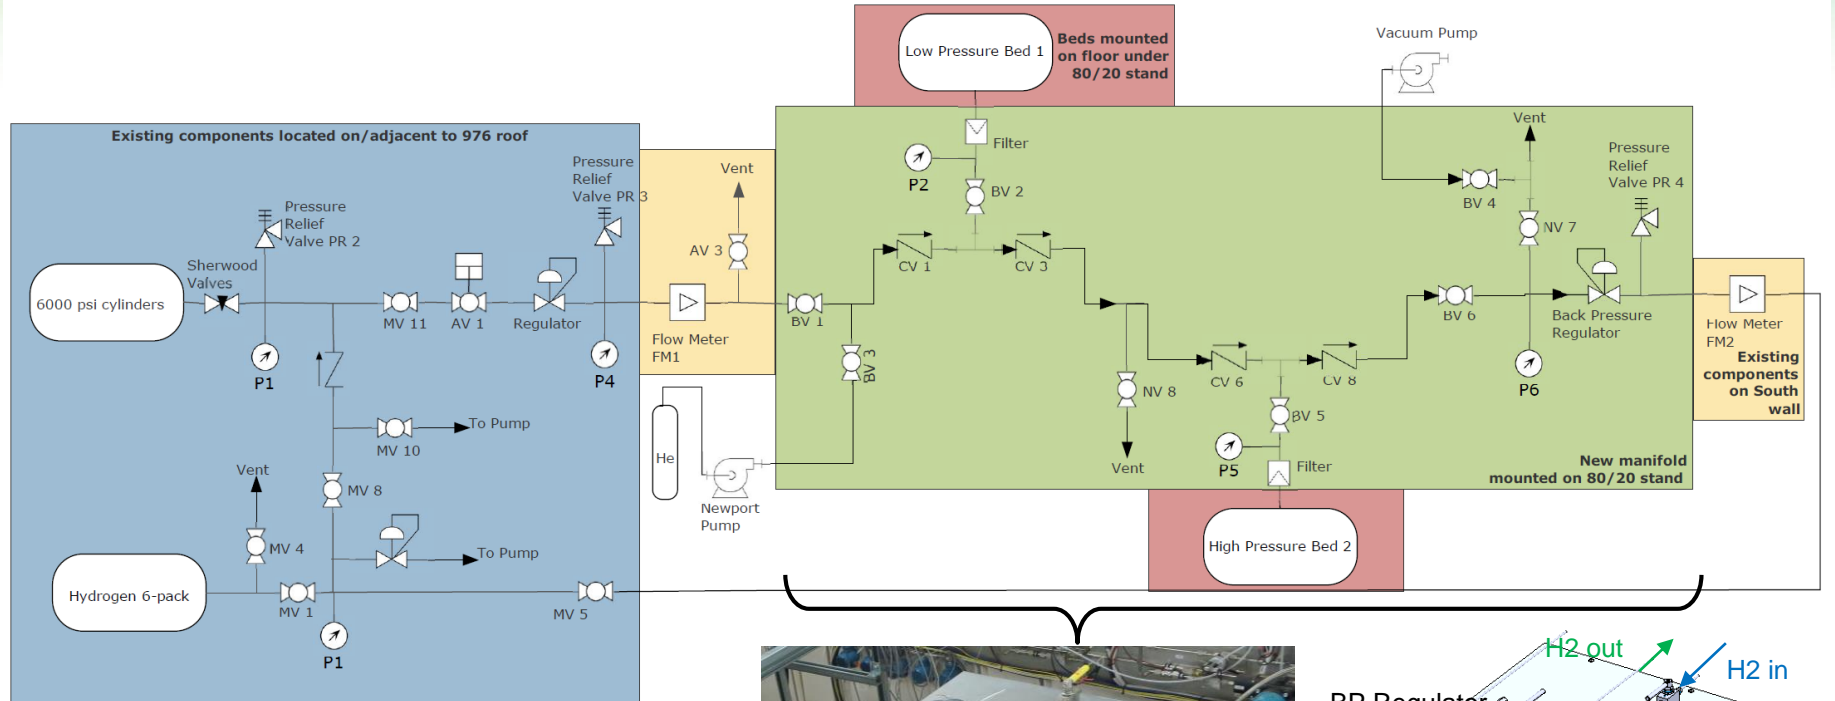 Existing components located on/adjacent to 976 roof
Pressure
Relief
Valve PR 2
Pressure
Relief
Valve PR 3
Sherwood
Valves
6000 psi cylinders
P1
MV 11
AV 1
Regulator
P4
To Pump
MV 10
MV 8
Vent
MV 4
To Pump
Hydrogen 6-pack
MV 1
P1
MV 5
Vent
AV 3
Flow Meter
FM1
He
Newport
Pump
Low Pressure Bed 1
Beds mounted
on floor under
80/20 stand
Filter
P2
BV 2
CV 1
CV 3
BV 1
BV 3
NV 8
Vent
CV 6
CV 8
BV 5
P5
Filter
High Pressure Bed 2
Vacuum Pump
Vent
BV 4
NV 7
Pressure
Relief
Valve PR 4
BV 6
Back Pressure
Regulator
P6
New manifold
mounted on 80/20 stand
Flow Meter
FM2
Existing
components
on South
wall
H2 out
H2 in
BP Regulator